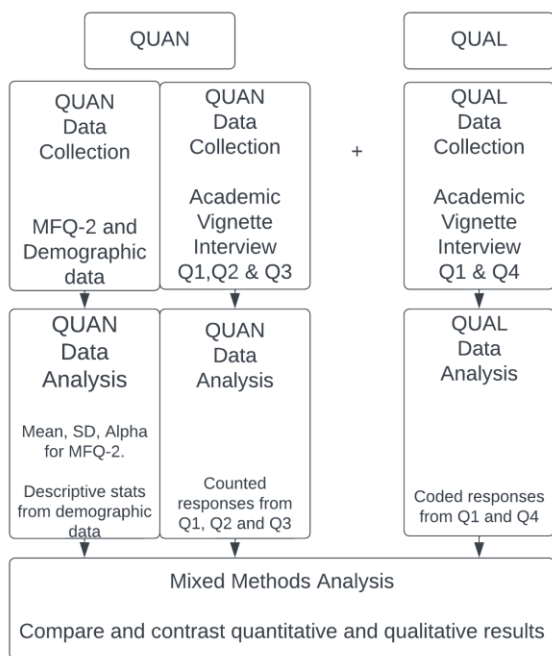 QUAN
QUAL
QUAN
Data
Collection
MFQ-2 and
Demographic
data
QUAN
Data
Collection
Academic
Vignette
Interview
Q1,Q2 & Q3
+
QUAL
Data
Collection
Academic
Vignette
Interview
Q1 & Q4
QUAN
Data
Analysis
Mean, SD, Alpha
for MFQ-2.
Descriptive stats
from demographic
data
QUAN
Data
Analysis
Counted
responses from
Q1, Q2 and Q3
QUAL
Data
Analysis
Coded responses
from Q1 and Q4
Mixed Methods Analysis
Compare and contrast quantitative and qualitative results